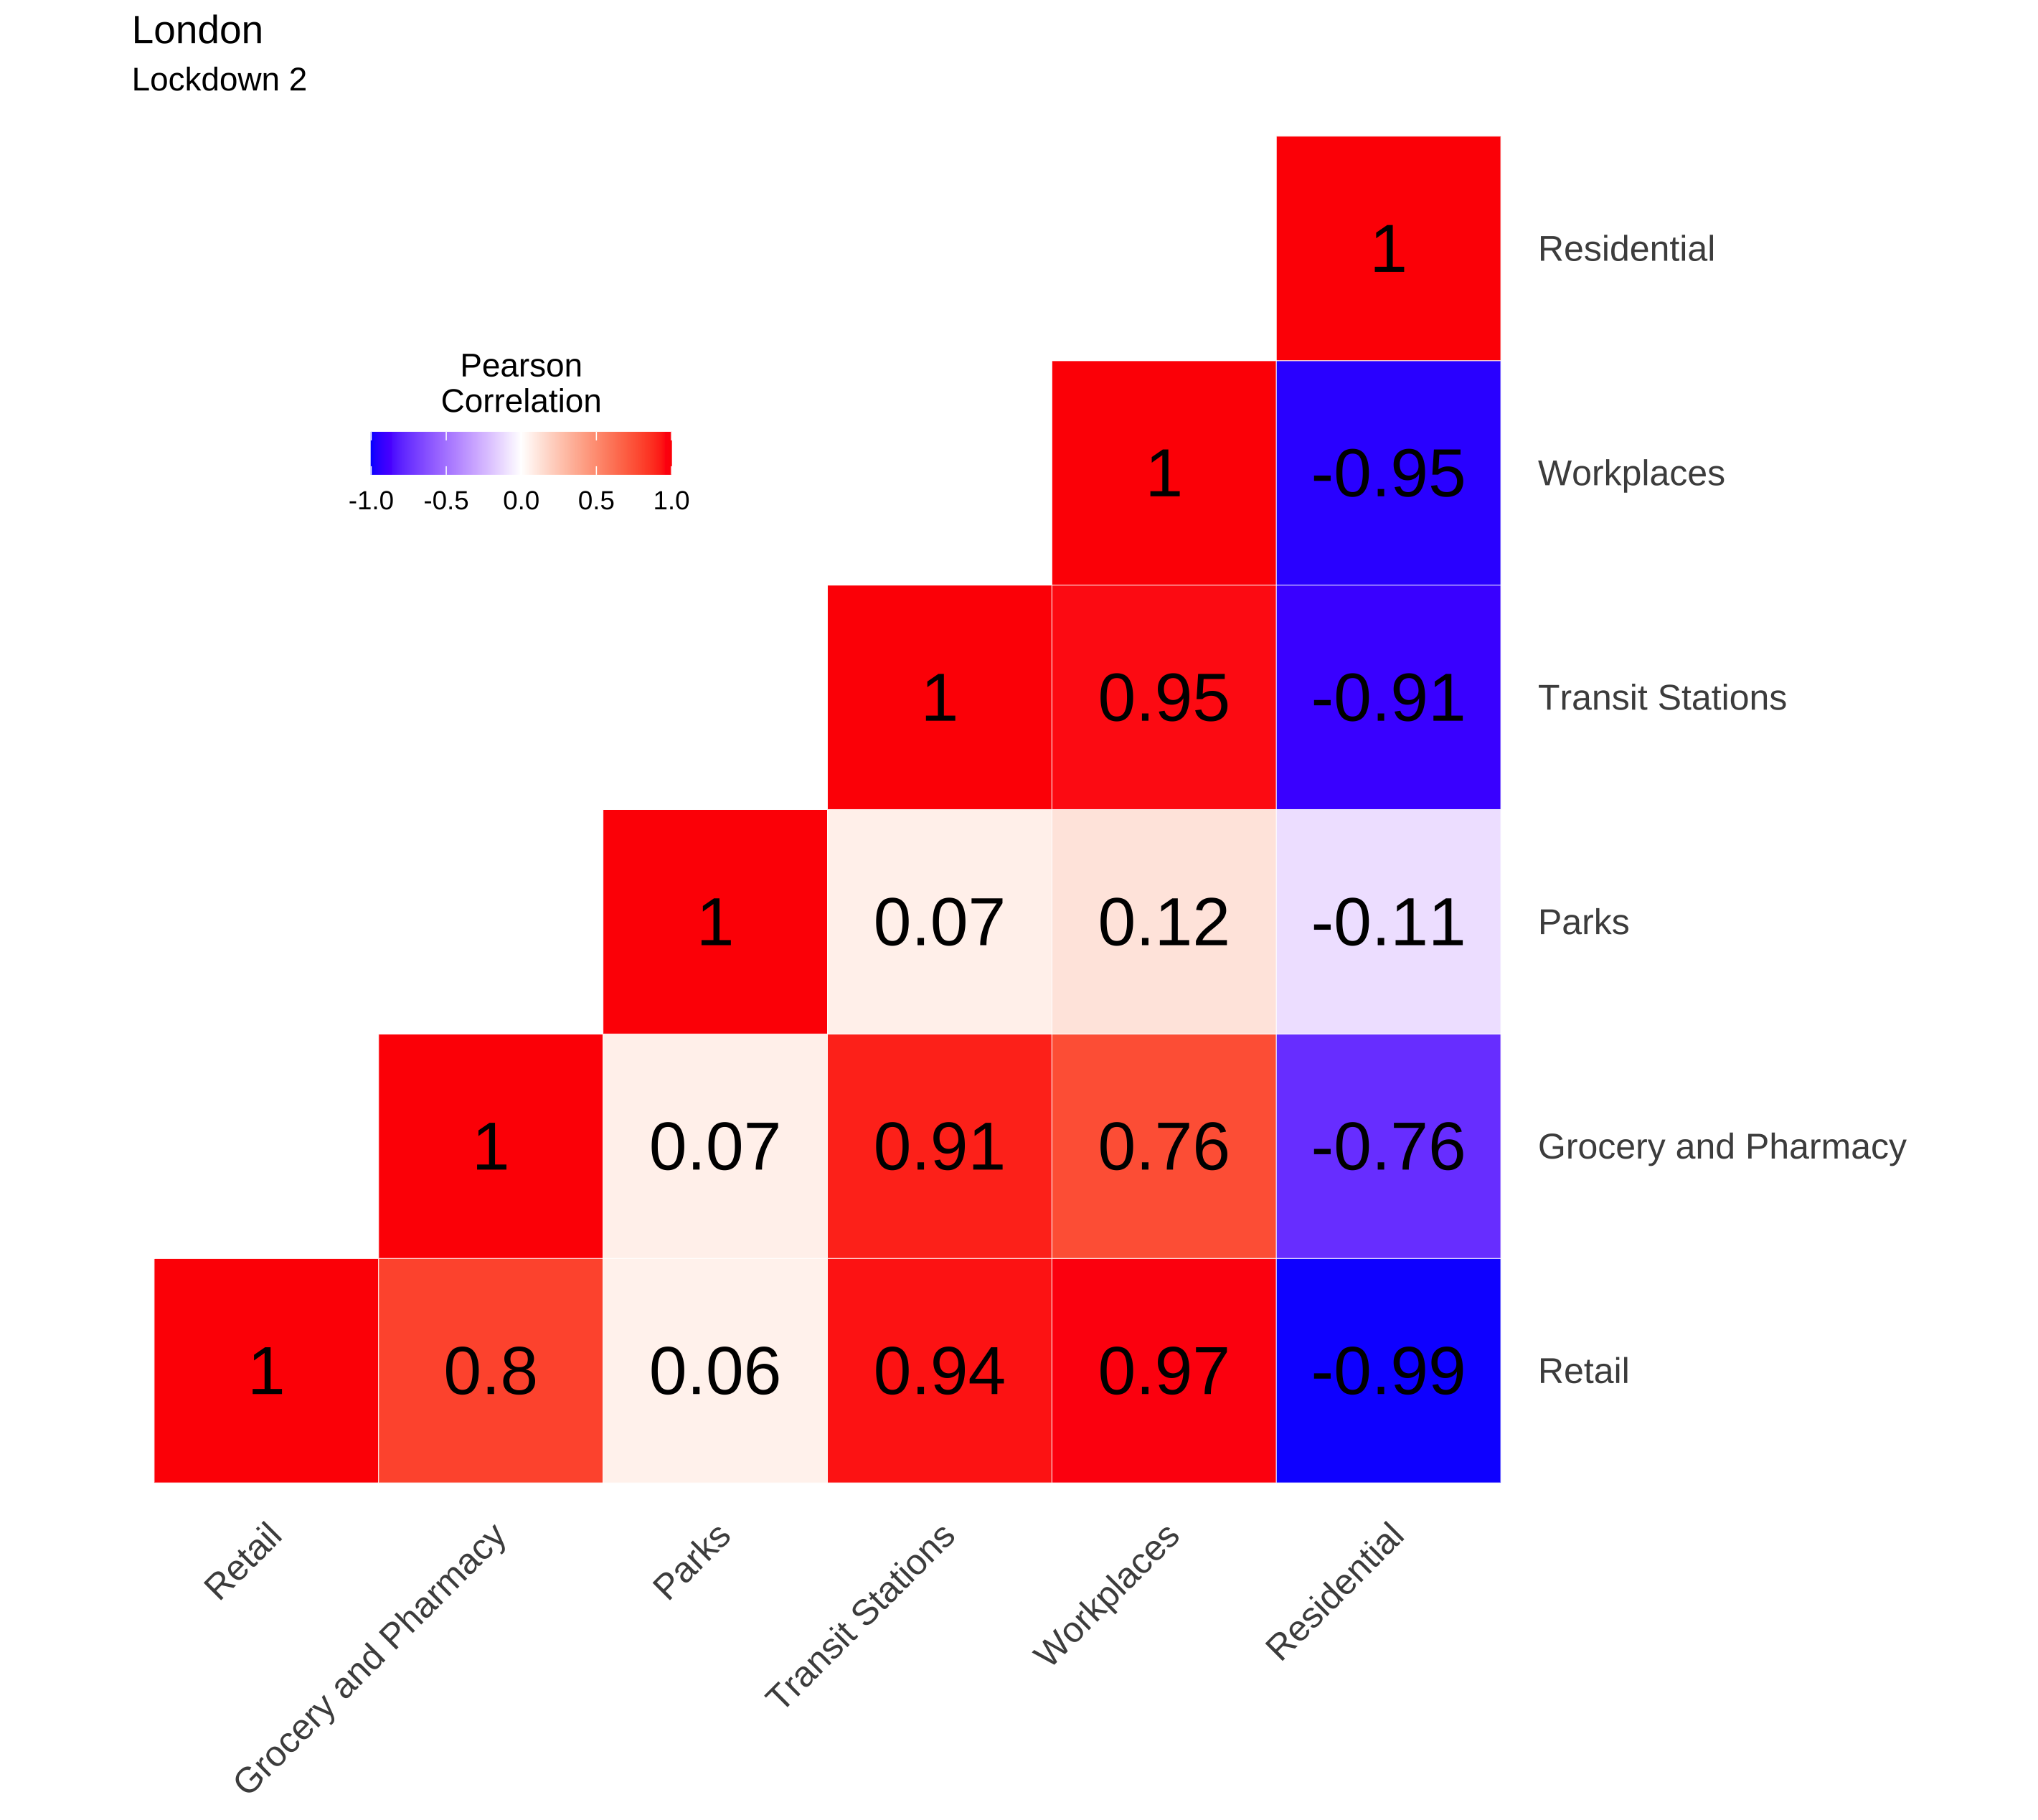 London
Lockdown 2
1
Residential
Pearson
Correlation
-1.0 -0.5 0.0 0.5 1.0
1 -0.95
Workplaces
1 0.95 -0.91
Transit Stations
1 0.07 0.12 -0.11
Parks
1 0.07 0.91 0.76 -0.76
Grocery and Pharmacy
1 0.8 0.06 0.94 0.97 -0.99
Retail
Retail
Grocery and Pharmacy
Parks
Transit Stations
Workplaces
Residential